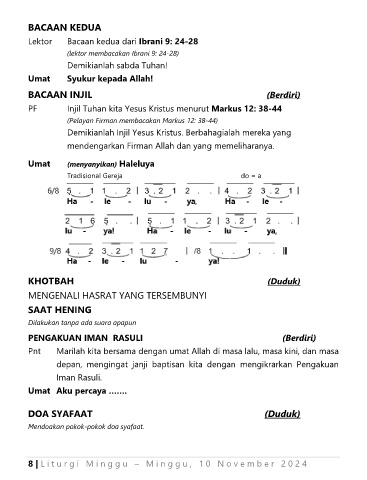 BACAAN KEDUA
Lektor Bacaan kedua dari Ibrani 9: 24-28
(lektor membacakan Ibrani 9: 24-28)
Demikianlah sabda Tuhan!
Umat Syukur kepada Allah!
BACAAN INJIL (Berdiri)
PF Injil Tuhan kita Yesus Kristus menurut Markus 12: 38-44
(Pelayan Firman membacakan Markus 12: 38-44)
Demikianlah Injil Yesus Kristus. Berbahagialah mereka yang
mendengarkan Firman Allah dan yang memeliharanya.
Umat (menyanyikan) Haleluya
Tradisional Gereja do = a
6/8 5 . 1 1 . 2 | 3 . 2 1 2 . . | 4 . 2 3 . 2 1 |
Ha - le - lu - ya, Ha - le -
2 1 6 5 . . | 5 . 1 1 . 2 | 3 . 2 1 2 . . |
lu - ya! Ha - le - lu - ya,
9/8 4 . 2 3 . 2 1 1 2 7 | /8 1 . . 1 . . ||
Ha - le - lu - ya!
KHOTBAH (Duduk)
MENGENALI HASRAT YANG TERSEMBUNYI
SAAT HENING
Dilakukan tanpa ada suara apapun
PENGAKUAN IMAN RASULI (Berdiri)
Pnt Marilah kita bersama dengan umat Allah di masa lalu, masa kini, dan masa
depan, mengingat janji baptisan kita dengan mengikrarkan Pengakuan
Iman Rasuli.
Umat Aku percaya .......
DOA SYAFAAT (Duduk)
Mendoakan pokok-pokok doa syafaat.
8 | Liturgi Minggu – Minggu, 10 November 2024